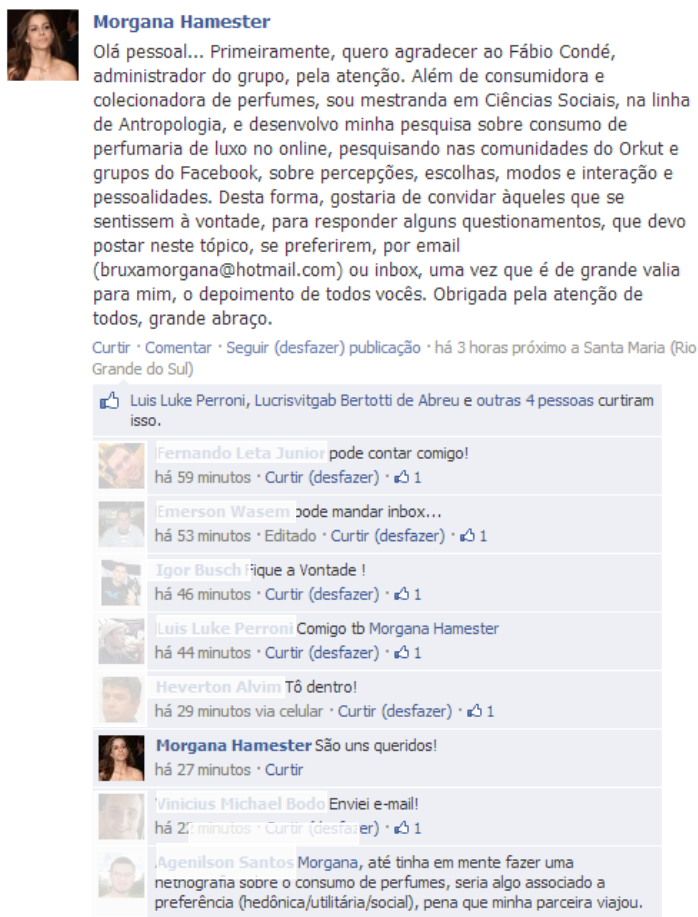 Morgana Hamester
Olá pessoal... Primeiramente, quero agradecer ao Fábio Condé,
administrador do grupo, pela atenção. Além de consumidora e
colecionadora de perfumes, sou mestranda em Ciências Sociais, na linha
de Antropologia, e desenvolvo minha pesquisa sobre consumo de
perfumaria de luxo no online, pesquisando nas comunidades do Orkut e
grupos do Facebook, sobre percepções, escolhas, modos e interação e
pessoalidades. Desta forma, gostaria de convidar àqueles que se
sentissem à vontade, para responder alguns questionamentos, que devo
postar neste tópico, se preferirem, por email
(bruxamorgana@hotmail.com) ou inbox, uma vez que é de grande valia
para mim, o depoimento de todos vocês. Obrigada pela atenção de
todos, grande abraço.
Curtir · Comentar · Seguir (desfazer) publicação · há 3 horas próximo a Santa Maria (Rio
Grande do Sul)
Luis Luke Perroni, Lucrisvitgab Bertotti de Abreu e outras 4 pessoas curtiram
isso.
Fernando Leta Junior pode contar comigo!
há 59 minutos · Curtir (desfazer) · 1
Emerson Wasem pode mandar inbox...
há 53 minutos · Editado · Curtir (desfazer) · 1
Igor Busch Fique a Vontade !
há 46 minutos · Curtir (desfazer) · 1
Luis Luke Perroni Comigo tb Morgana Hamester
há 44 minutos · Curtir (desfazer) · 1
Heverton Alvim Tô dentro!
há 29 minutos via celular · Curtir (desfazer) · 1
Morgana Hamester São uns queridos!
há 27 minutos · Curtir
Vinicius Michael Bodo Enviei e-mail!
há minutos · Curtir (desfazer) · 1
Agenilson Santos Morgana, até tinha em mente fazer uma
netnografia sobre o consumo de perfumes, seria algo associado a
preferência (hedônica/utilitária/social), pena que minha parceira viajou.